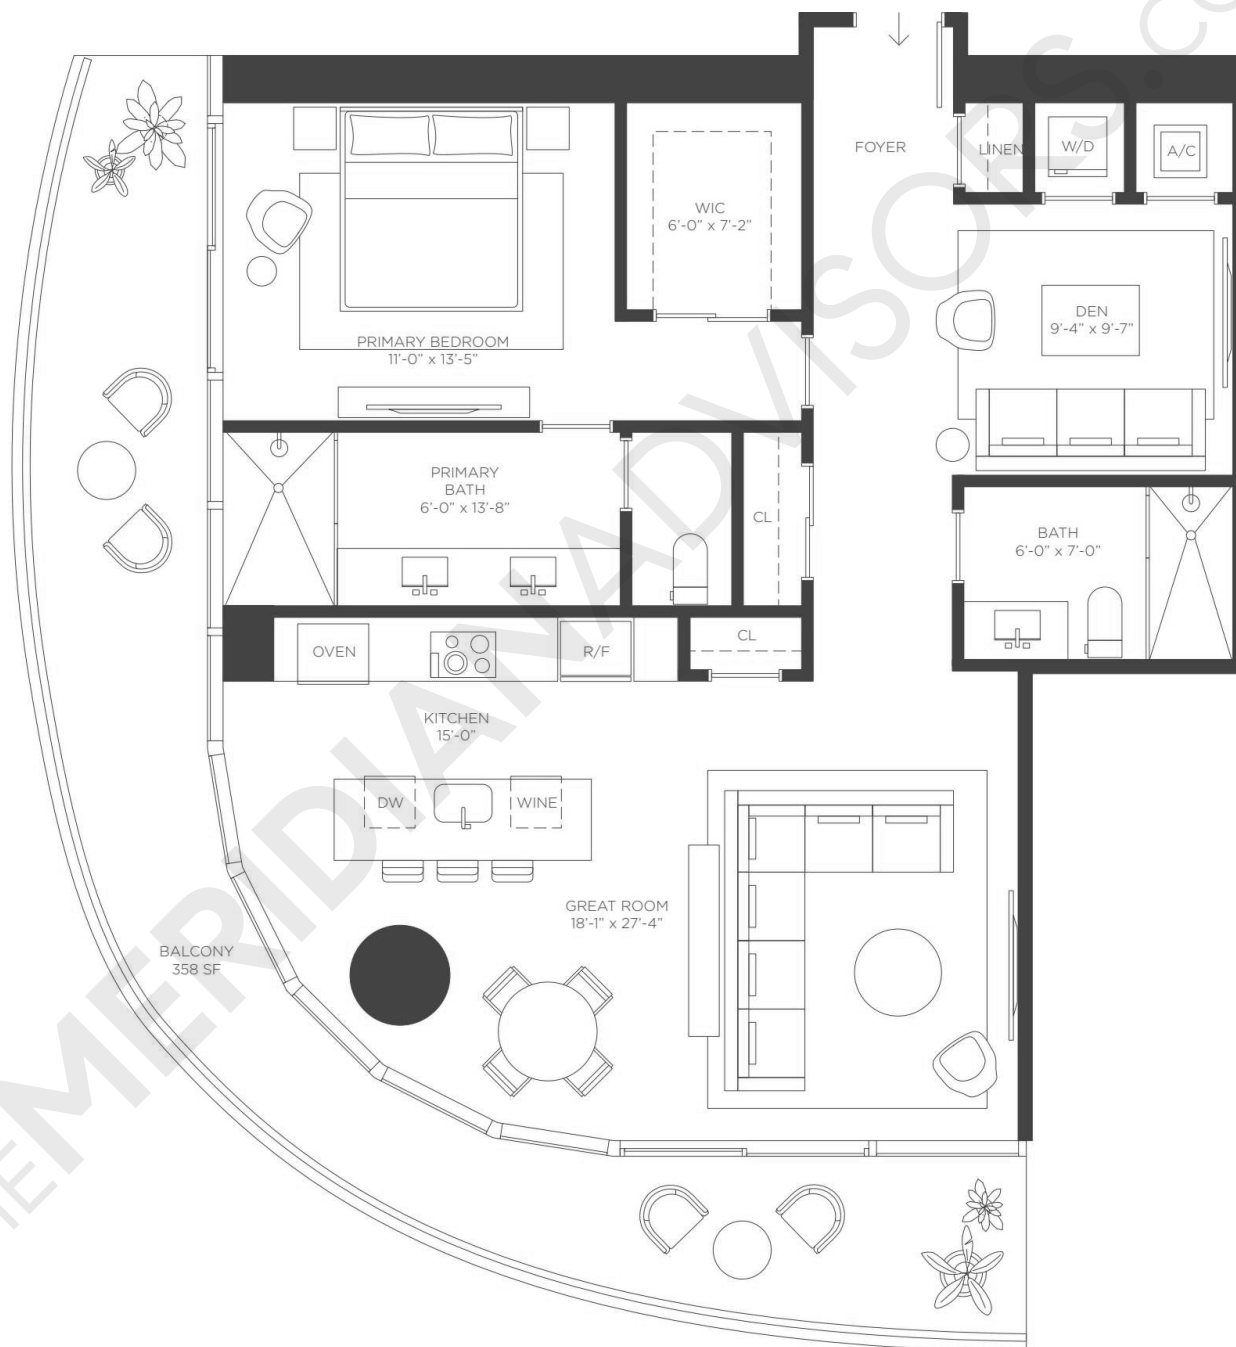 FOYER
LINEN
W/D
A/C
WIC
6'-0" x 7'-2"
DEN
9'-4" x 9'-7"
PRIMARY BEDROOM
11'-0" x 13'-5"
PRIMARY
BATH
6'-0" x 13'-8"
CL
BATH
6'-0" x 7'-0"
CL
OVEN
R/F
KITCHEN
15'-0"
DW
WINE
GREAT ROOM
18'-1" x 27'-4"
BALCONY
358 SF
HEMERIDIANADVISORS.CO